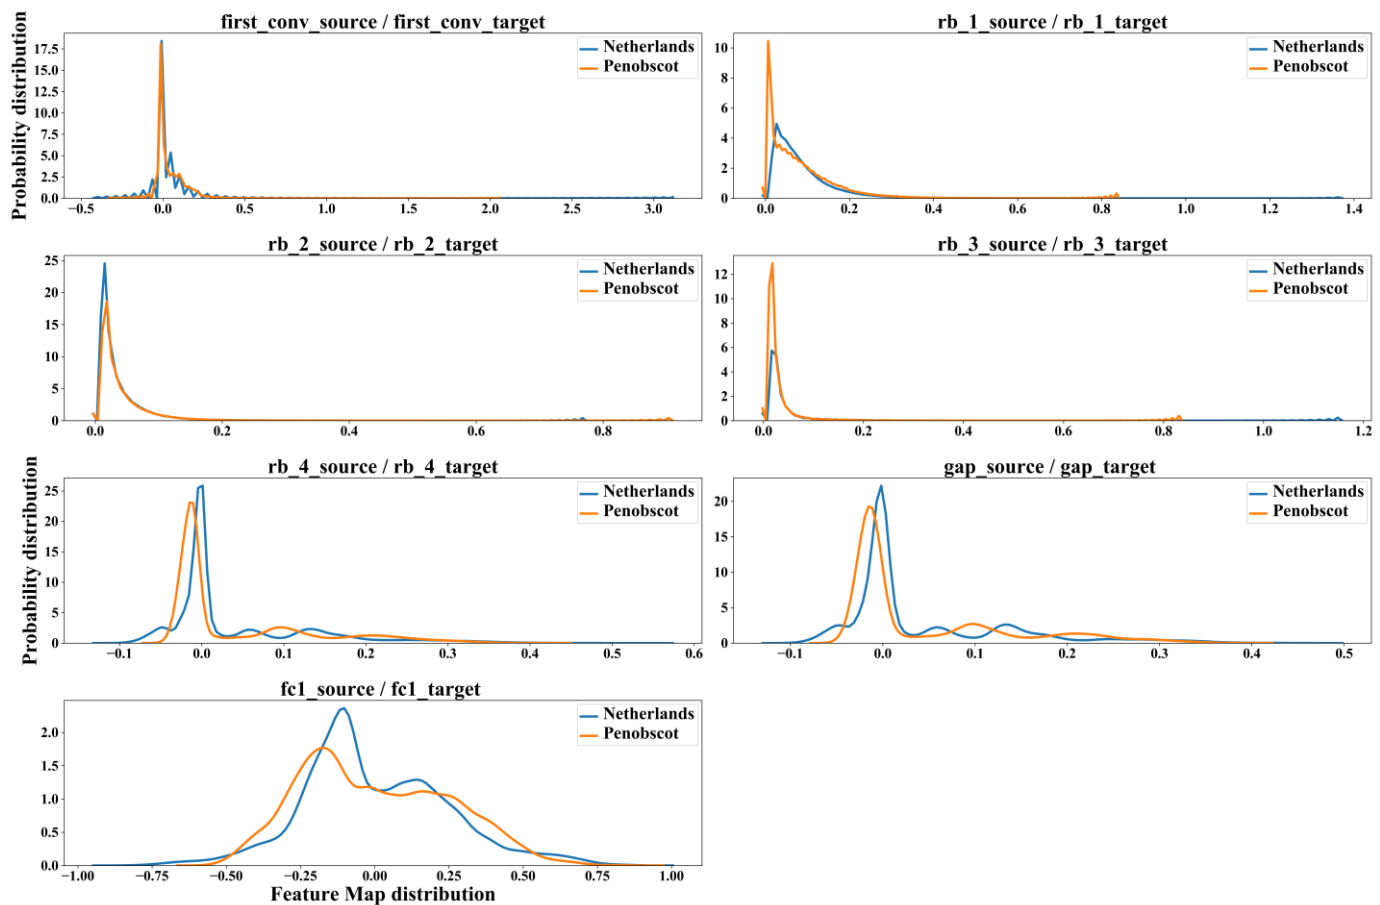 first_conv_source / first_conv_target
Probability distribution
17.5
15.0
12.5
10.0
7.5
5.0
2.5
0.0
−0.5 0.0 0.5 1.0 1.5 2.0 2.5 3.0
Netherlands
Penobscot
rb_1_source / rb_1_target
10
8
6
4
2
0
0.0 0.2 0.4 0.6 0.8 1.0 1.2 1.4
Netherlands
Penobscot
rb_2_source / rb_2_target
25
20
15
10
5
0
0.0 0.2 0.4 0.6 0.8
Netherlands
Penobscot
rb_3_source / rb_3_target
12
10
8
6
4
2
0
0.0 0.2 0.4 0.6 0.8 1.0 1.2
Netherlands
Penobscot
rb_4_source / rb_4_target
Probability distribution
25
20
15
10
5
0
−0.1 0.0 0.1 0.2 0.3 0.4 0.5 0.6
Netherlands
Penobscot
gap_source / gap_target
20
15
10
5
0
−0.1 0.0 0.1 0.2 0.3 0.4 0.5
Netherlands
Penobscot
fc1_source / fc1_target
2.0
1.5
1.0
0.5
0.0
−1.00 −0.75 −0.50 −0.25 0.00 0.25 0.50 0.75 1.00
Netherlands
Penobscot
Feature Map distribution